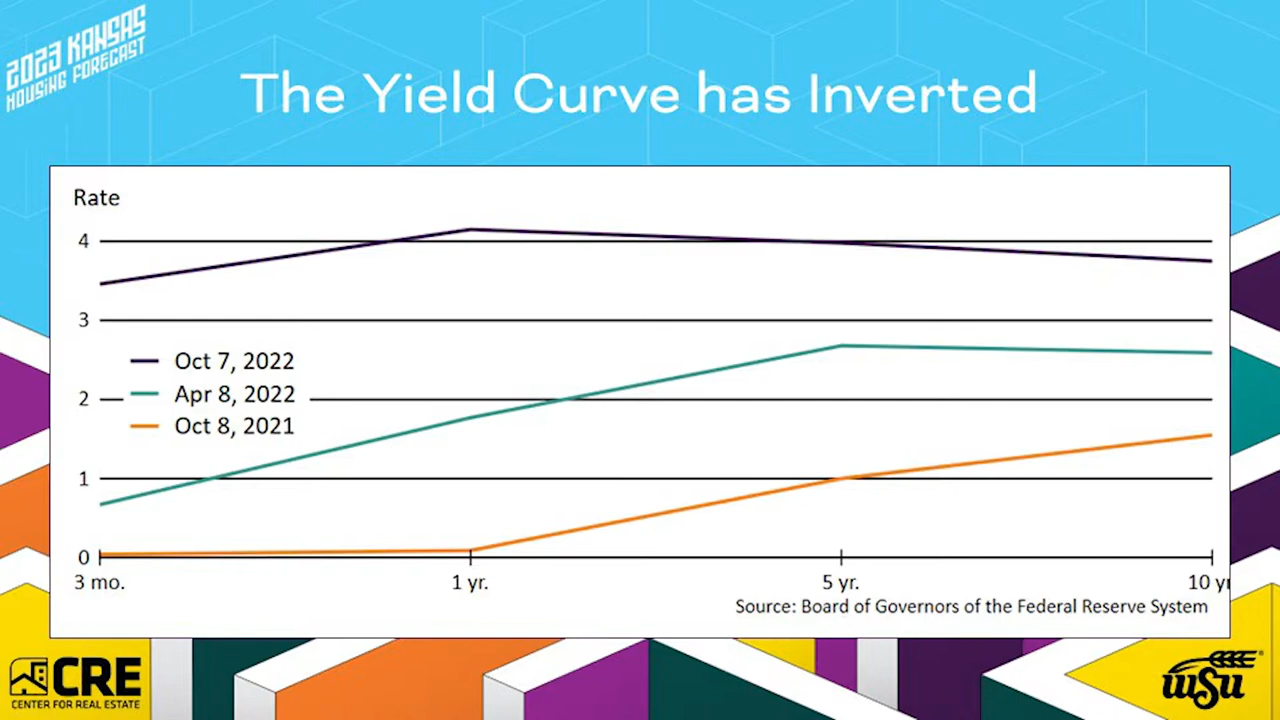 2023 KANSAS
HOUSING FORECAST
The Yield Curve has Inverted
Rate
4
3
2
1
0
Oct 7, 2022
Apr 8, 2022
Oct 8, 2021
3 mo.
1 yr.
5 yr.
10 yr
Source: Board of Governors of the Federal Reserve System
CRE
CENTER FOR REAL ESTATE
WSU